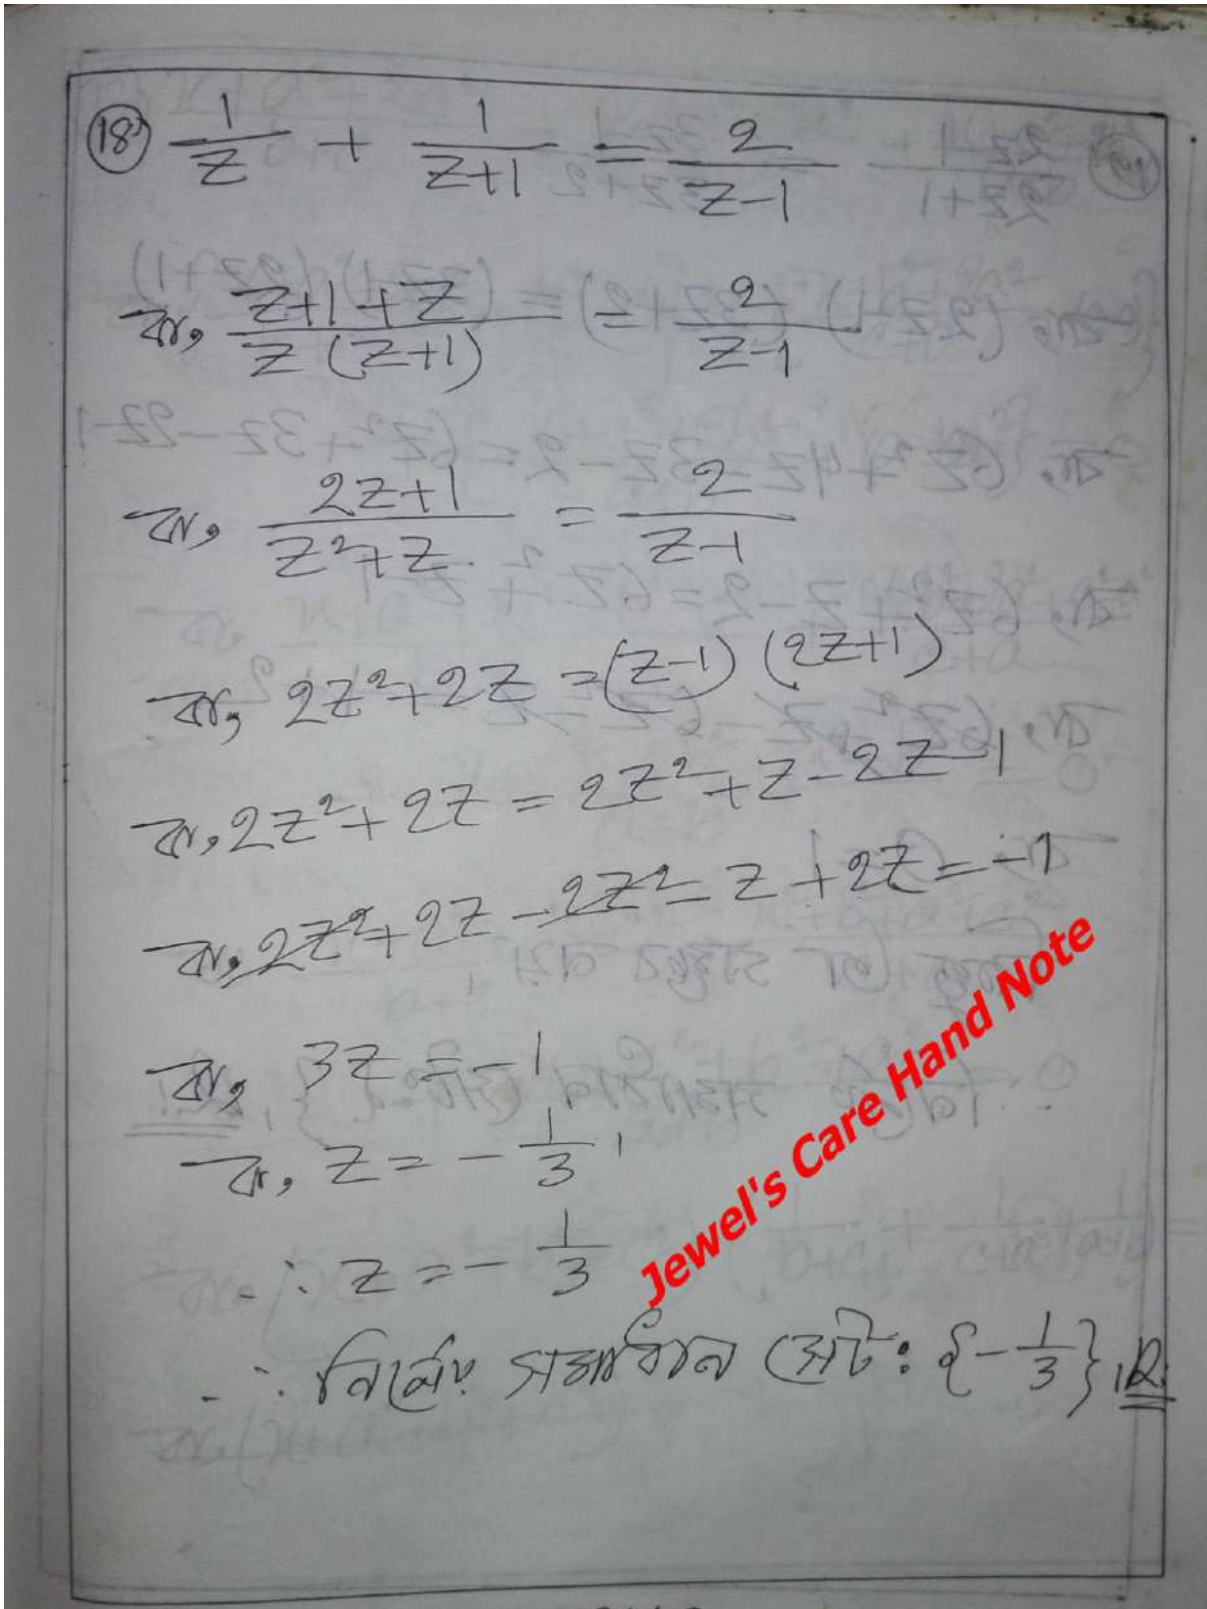 18) 1/z + 1/(z+1) = 2/(z-1)
বা, (z+1+z)/(z(z+1)) = 2/(z-1)
বা, (2z+1)/(z²+z) = 2/(z-1)
বা, 2z²+2z = (z-1) (2z+1)
বা, 2z²+2z = 2z²+z-2z-1
বা, 2z²+2z-2z²-z+2z=-1
বা, 3z = -1
বা, z = -1/3
∴ z = -1/3
∴ নির্ণেয় সমাধান সেট: {-1/3}
Jewel's Care Hand Note